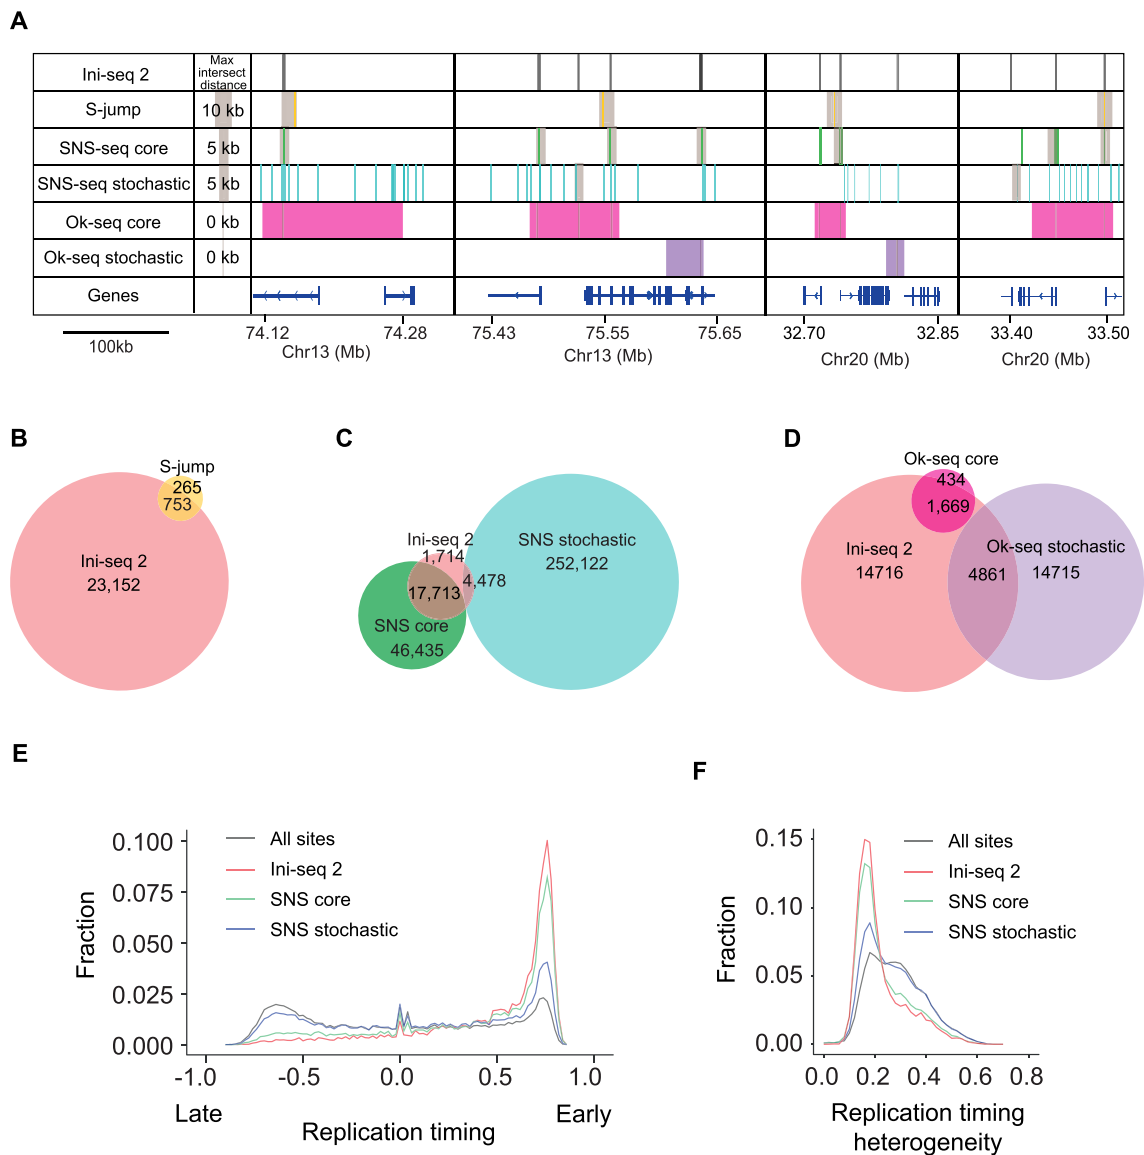 A
Ini-seq 2
Max
intersect
distance
S-jump
10 kb
SNS-seq core
5 kb
SNS-seq stochastic
5 kb
Ok-seq core
0 kb
Ok-seq stochastic
0 kb
Genes
100kb
74.12
74.28
75.43
75.55
75.65
32.70
32.85
33.40
33.50
Chr13 (Mb)
Chr13 (Mb)
Chr20 (Mb)
Chr20 (Mb)
B
S-jump
265
753
Ini-seq 2
23,152
C
Ini-seq 2
1,714
SNS stochastic
252,122
4,478
17,713
SNS core
46,435
D
Ok-seq core
434
1,669
Ini-seq 2
14716
Ok-seq stochastic
4861
14715
E
All sites
Ini-seq 2
SNS core
SNS stochastic
0.100
0.075
0.050
0.025
0.000
Fraction
-1.0
-0.5
0.0
0.5
1.0
Late
Early
Replication timing
F
All sites
Ini-seq 2
SNS core
SNS stochastic
0.15
0.10
0.05
0.00
Fraction
0.0
0.2
0.4
0.6
0.8
Replication timing
heterogeneity